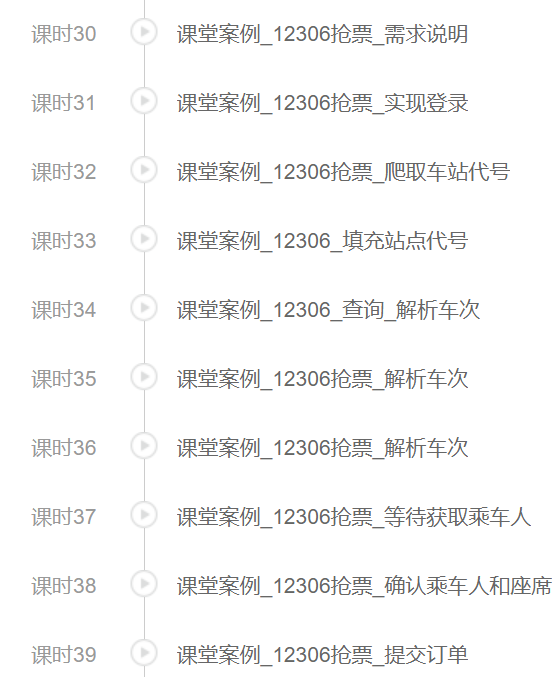 课时30 课堂案例_12306抢票_需求说明
课时31 课堂案例_12306抢票_实现登录
课时32 课堂案例_12306抢票_爬取车站代号
课时33 课堂案例_12306_填充站点代号
课时34 课堂案例_12306_查询_解析车次
课时35 课堂案例_12306抢票_解析车次
课时36 课堂案例_12306抢票_解析车次
课时37 课堂案例_12306抢票_等待获取乘车人
课时38 课堂案例_12306抢票_确认乘车人和座席
课时39 课堂案例_12306抢票_提交订单